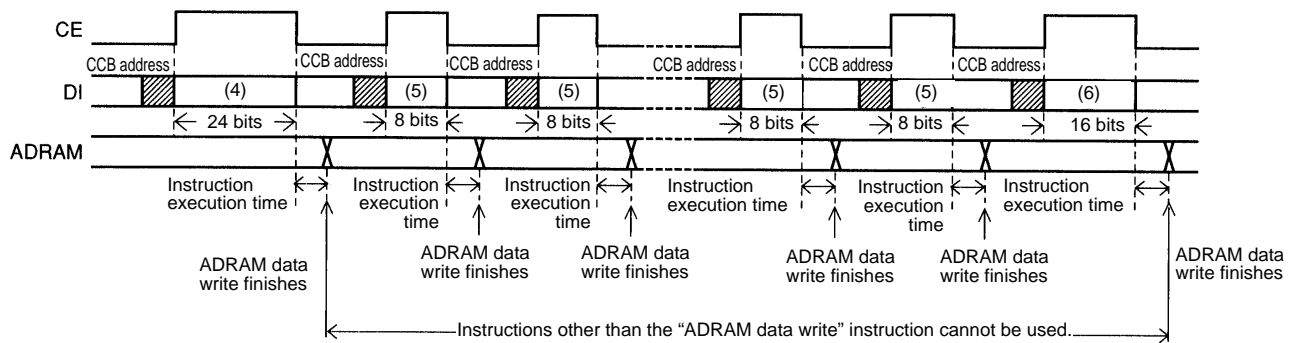 CE
CCB address CCB address CCB address CCB address CCB address CCB address
DI (4) (5) (5) (5) (5) (6)
24 bits 8 bits 8 bits 8 bits 8 bits 16 bits
ADRAM
Instruction execution time
Instruction execution time
Instruction execution time
Instruction execution time
Instruction execution time
Instruction execution time
ADRAM data write finishes
ADRAM data write finishes
ADRAM data write finishes
ADRAM data write finishes
ADRAM data write finishes
ADRAM data write finishes
Instructions other than the “ADRAM data write” instruction cannot be used.